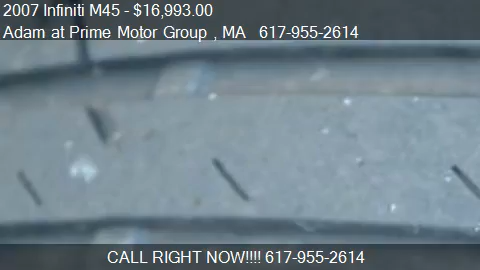 2007 Infiniti M45 - $16,993.00
Adam at Prime Motor Group , MA 617-955-2614
CALL RIGHT NOW!!!! 617-955-2614